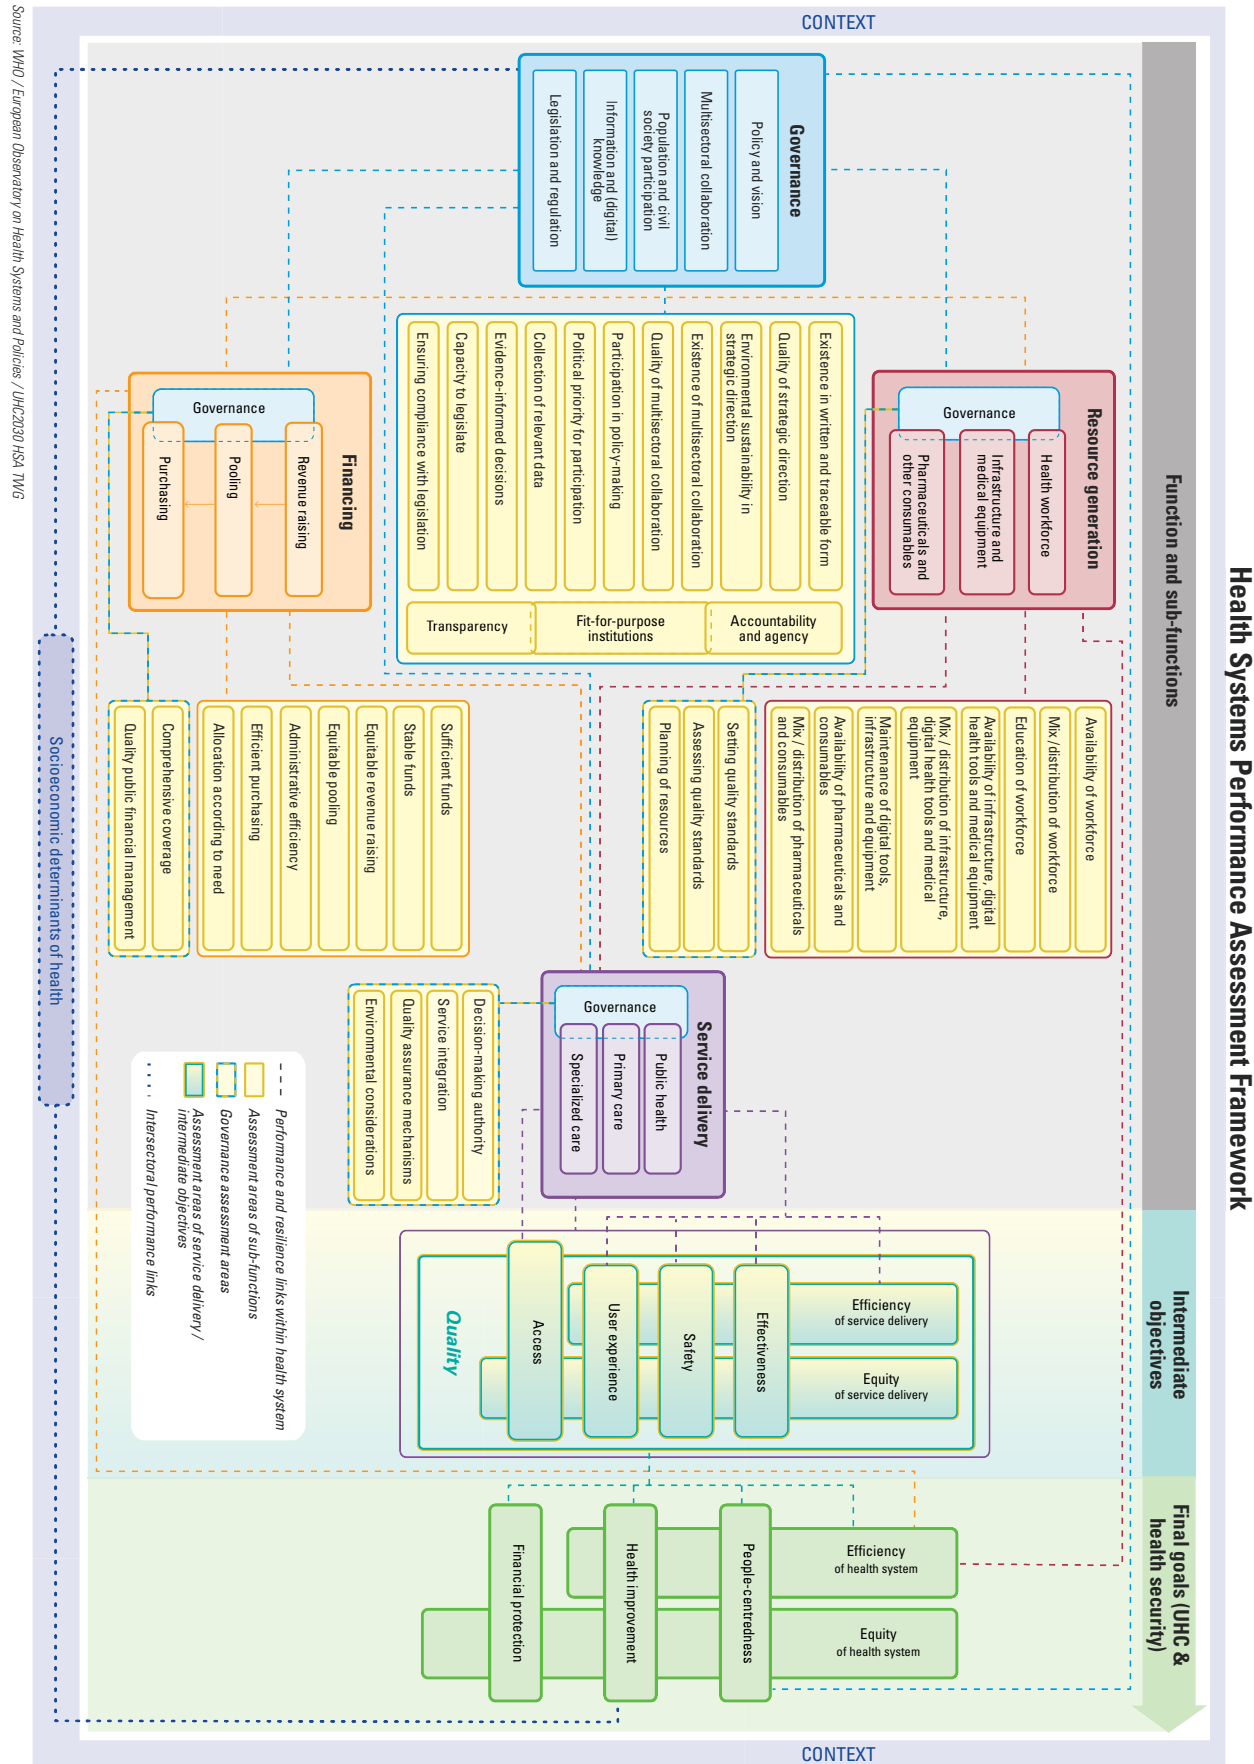 Health Systems Performance Assessment Framework
CONTEXT
Function and sub-functions
Intermediate
objectives
Final goals (UHC &
health security)
Governance
Policy and vision
Multisectoral collaboration
Population and civil
society participation
Information and (digital)
knowledge
Legislation and regulation
Resource generation
Governance
Health workforce
Infrastructure and
medical equipment
Pharmaceuticals and
other consumables
Existence in written and traceable form
Quality of strategic direction
Environmental sustainability in
strategic direction
Existence of multisectoral collaboration
Quality of multisectoral collaboration
Participation in policy-making
Political priority for participation
Collection of relevant data
Evidence-informed decisions
Capacity to legislate
Ensuring compliance with legislation
Accountability
and agency
Fit-for-purpose
institutions
Transparency
Financing
Governance
Revenue raising
Pooling
Purchasing
Availability of workforce
Mix /distribution of workforce
Education of workforce
Availability of infrastructure, digital
health tools and medical equipment
Mix / distribution of infrastructure,
digital health tools and medical
equipment
Maintenance of digital tools,
infrastructure and equipment
Availability of pharmaceuticals and
consumables
Mix / distribution of pharmaceuticals
and consumables
Setting quality standards
Assessing quality standards
Planning of resources
Sufficient funds
Stable funds
Equitable revenue raising
Equitable pooling
Administrative efficiency
Efficient purchasing
Allocation according to need
Comprehensive coverage
Quality public financial management
Service delivery
Governance
Public health
Primary care
Specialized care
Decision-making authority
Service integration
Quality assurance mechanisms
Environmental considerations
Efficiency
of service delivery
Equity
of service delivery
Effectiveness
Safety
User experience
Access
Quality
Efficiency
of health system
Equity
of health system
People-centredness
Health improvement
Financial protection
Performance and resilience links within health system
Assessment areas of sub-functions
Governance assessment areas
Assessment areas of service delivery /
intermediate objectives
Intersectoral performance links
Socioeconomic determinants of health
CONTEXT
Source: WHO / European Observatory on Health Systems and Policies / UHC2030 HSA TWG